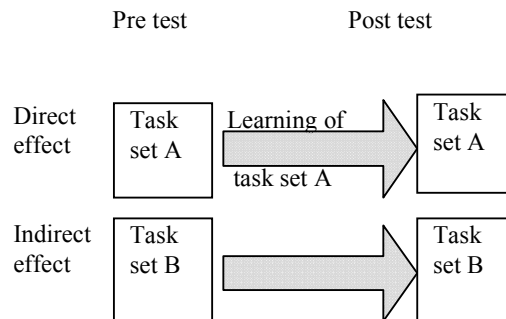 Pre test
Post test
Direct
effect
Task
set A
Learning of
task set A
Task
set A
Indirect
effect
Task
set B
Task
set B